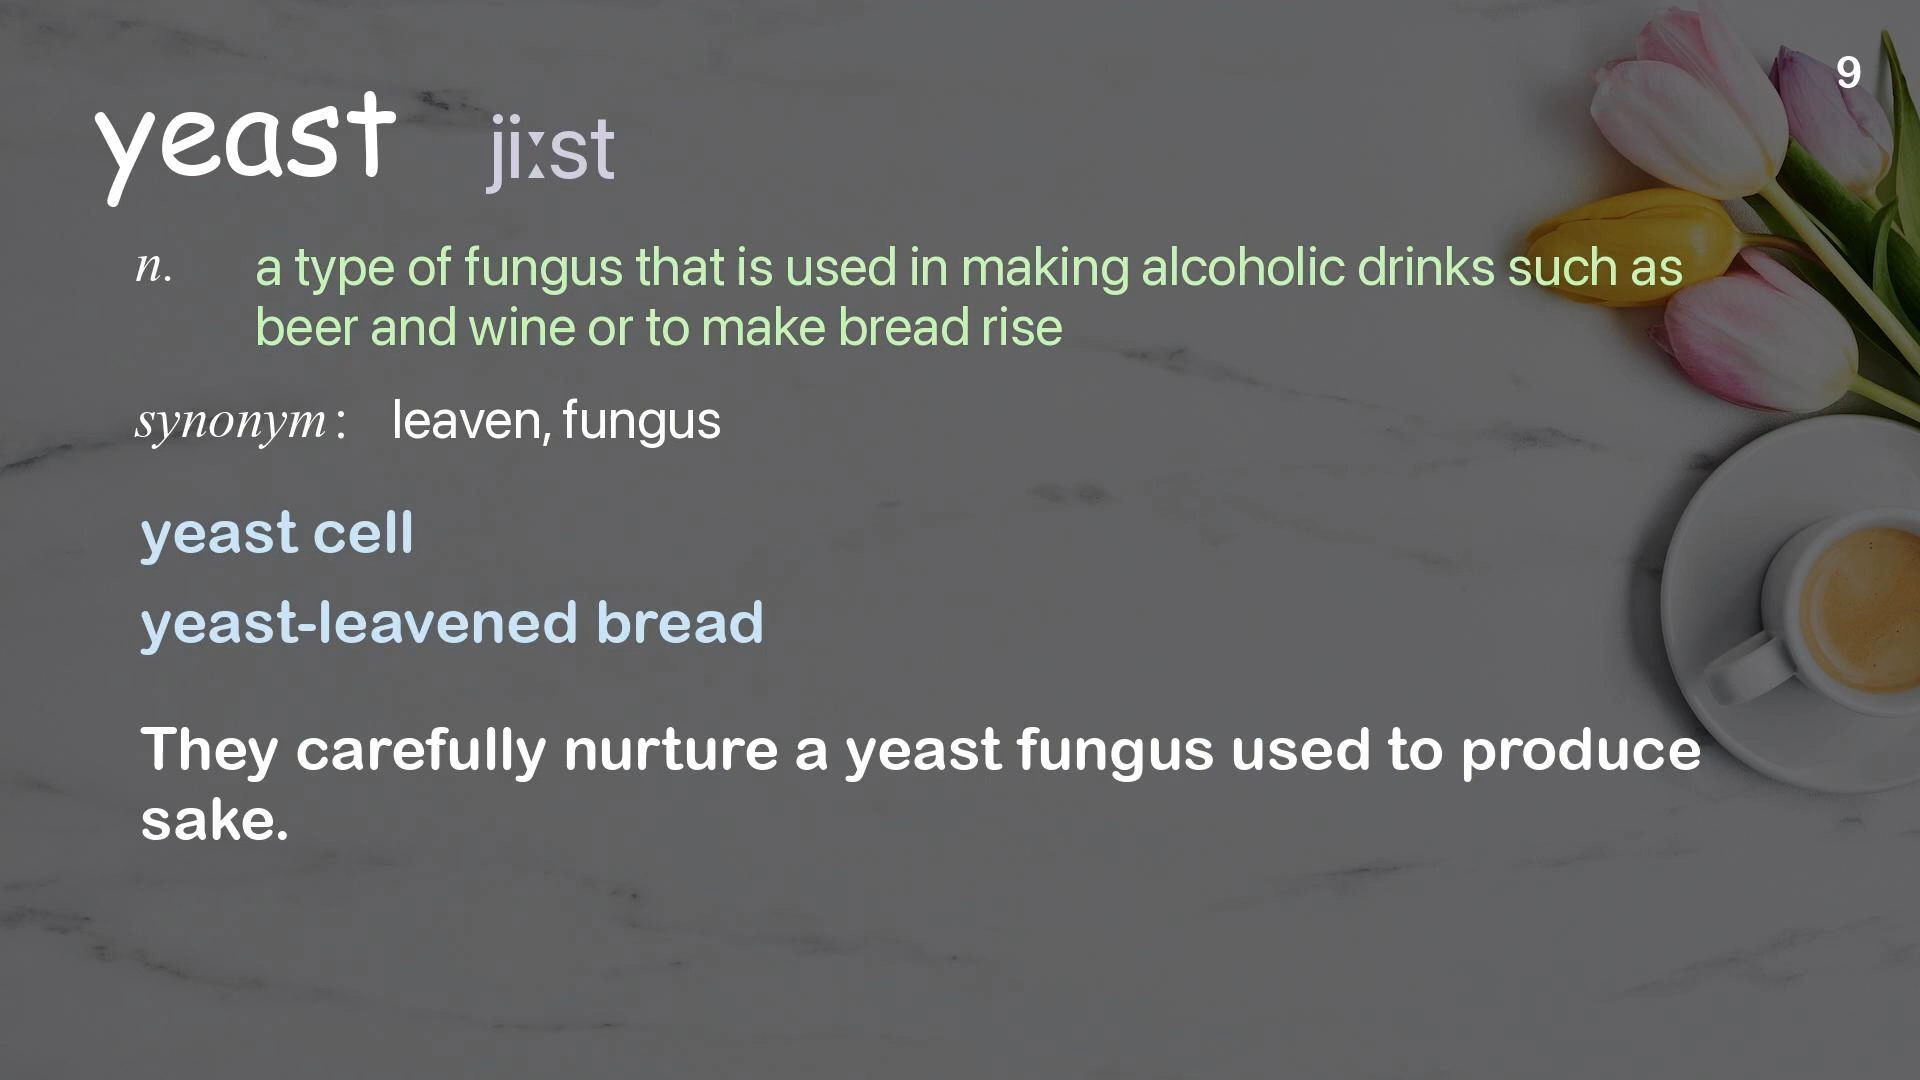 9
yeast jiːst
n. a type of fungus that is used in making alcoholic drinks such as
beer and wine or to make bread rise
synonym: leaven, fungus
yeast cell
yeast-leavened bread
They carefully nurture a yeast fungus used to produce
sake.